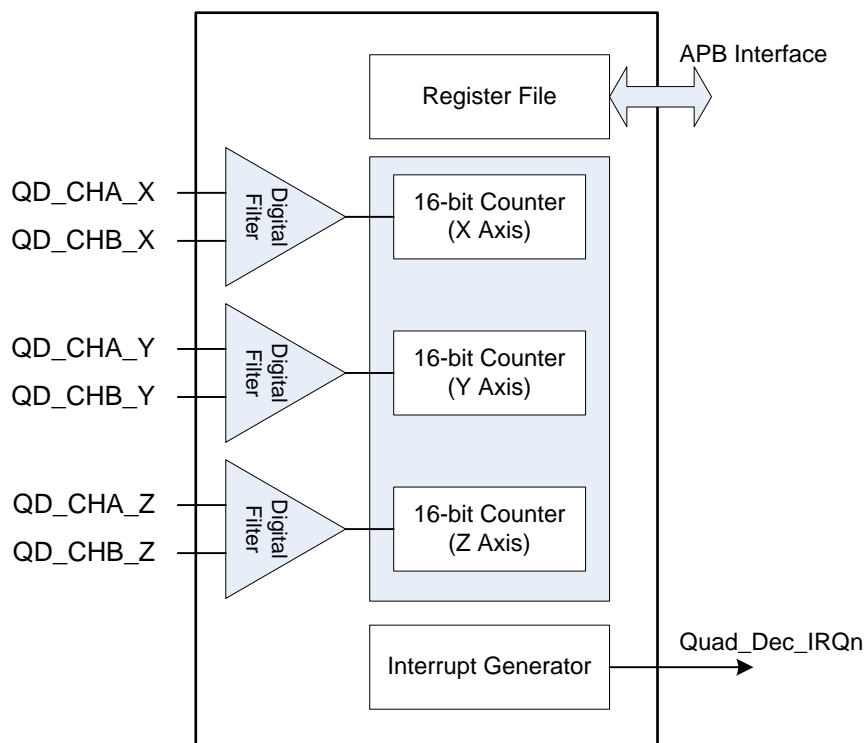 APB Interface
Register File
QD_CHA_X
QD_CHB_X
Digital
Filter
16-bit Counter
(X Axis)
QD_CHA_Y
QD_CHB_Y
Digital
Filter
16-bit Counter
(Y Axis)
QD_CHA_Z
QD_CHB_Z
Digital
Filter
16-bit Counter
(Z Axis)
Interrupt Generator
Quad_Dec_IRQn